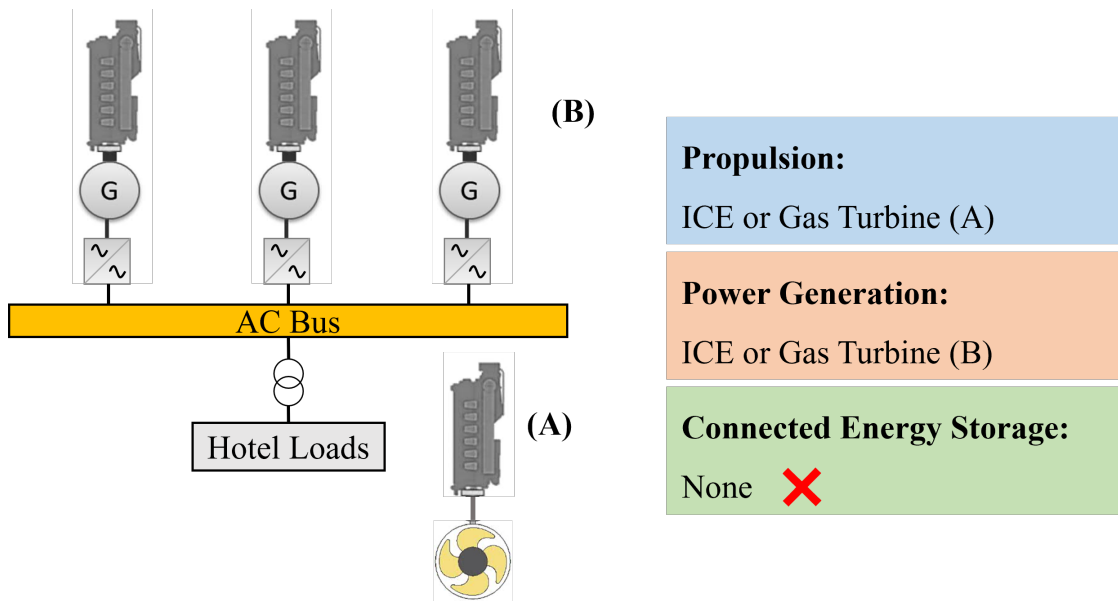 (B)
G
G
G
AC Bus
Hotel Loads
(A)
Propulsion:
ICE or Gas Turbine (A)
Power Generation:
ICE or Gas Turbine (B)
Connected Energy Storage:
None